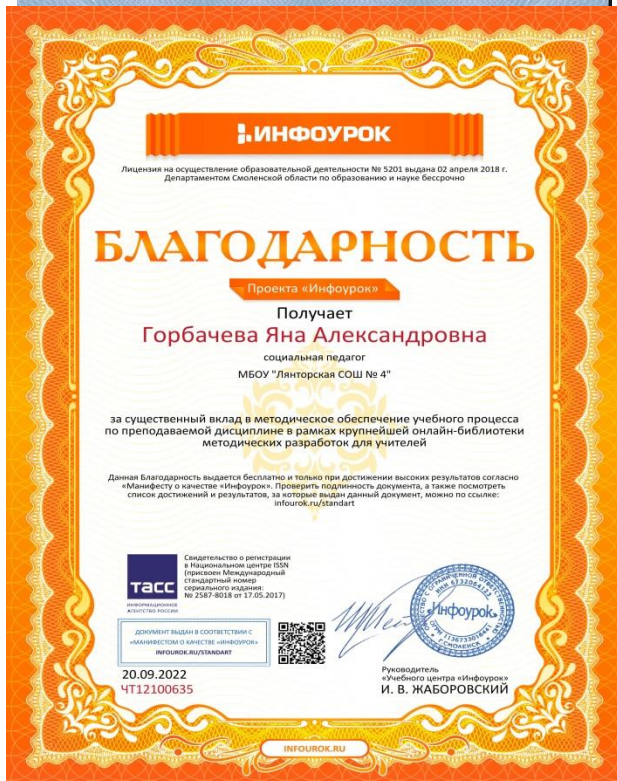 ИНФОУРОК
Лицензия на осуществление образовательной деятельности № 5201 выдана 02 апреля 2018 г.
Департаментом Смоленской области по образованию и науке бессрочно
БЛАГОДАРНОСТЬ
Проекта «Инфоурок»
Получает
Горбачева Яна Александровна
социальная педагог
МБОУ "Лянторская СОШ № 4"
за существенный вклад в методическое обеспечение учебного процесса
по преподаваемой дисциплине в рамках крупнейшей онлайн-библиотеки
методических разработок для учителей
Данная Благодарность выдается бесплатно и только при достижении высоких результатов согласно
«Манифесту о качестве «Инфоурок». Проверить подлинность документа, а также посмотреть
список достижений и результатов, за которые выдан данный документ, можно по ссылке:
infourok.ru/standart
Свидетельство о регистрации
в Национальном центре ISSN
(присвоен Международный
стандартный номер
сериального издания:
№ 2587-8018 от 17.05.2017)
ТАСС
ИНФОРМАЦИОННОЕ
АГЕНТСТВО РОССИИ
ДОКУМЕНТ ВЫДАН В СООТВЕТСТВИИ С
«МАНИФЕСТОМ О КАЧЕСТВЕ «ИНФОУРОК»
INFOUROK.RU/STANDART
20.09.2022
ЧТ12100635
«Инфоурок»
Руководитель
«Учебного центра «Инфоурок»
И. В. ЖАБОРОВСКИЙ
INFOUROK.RU